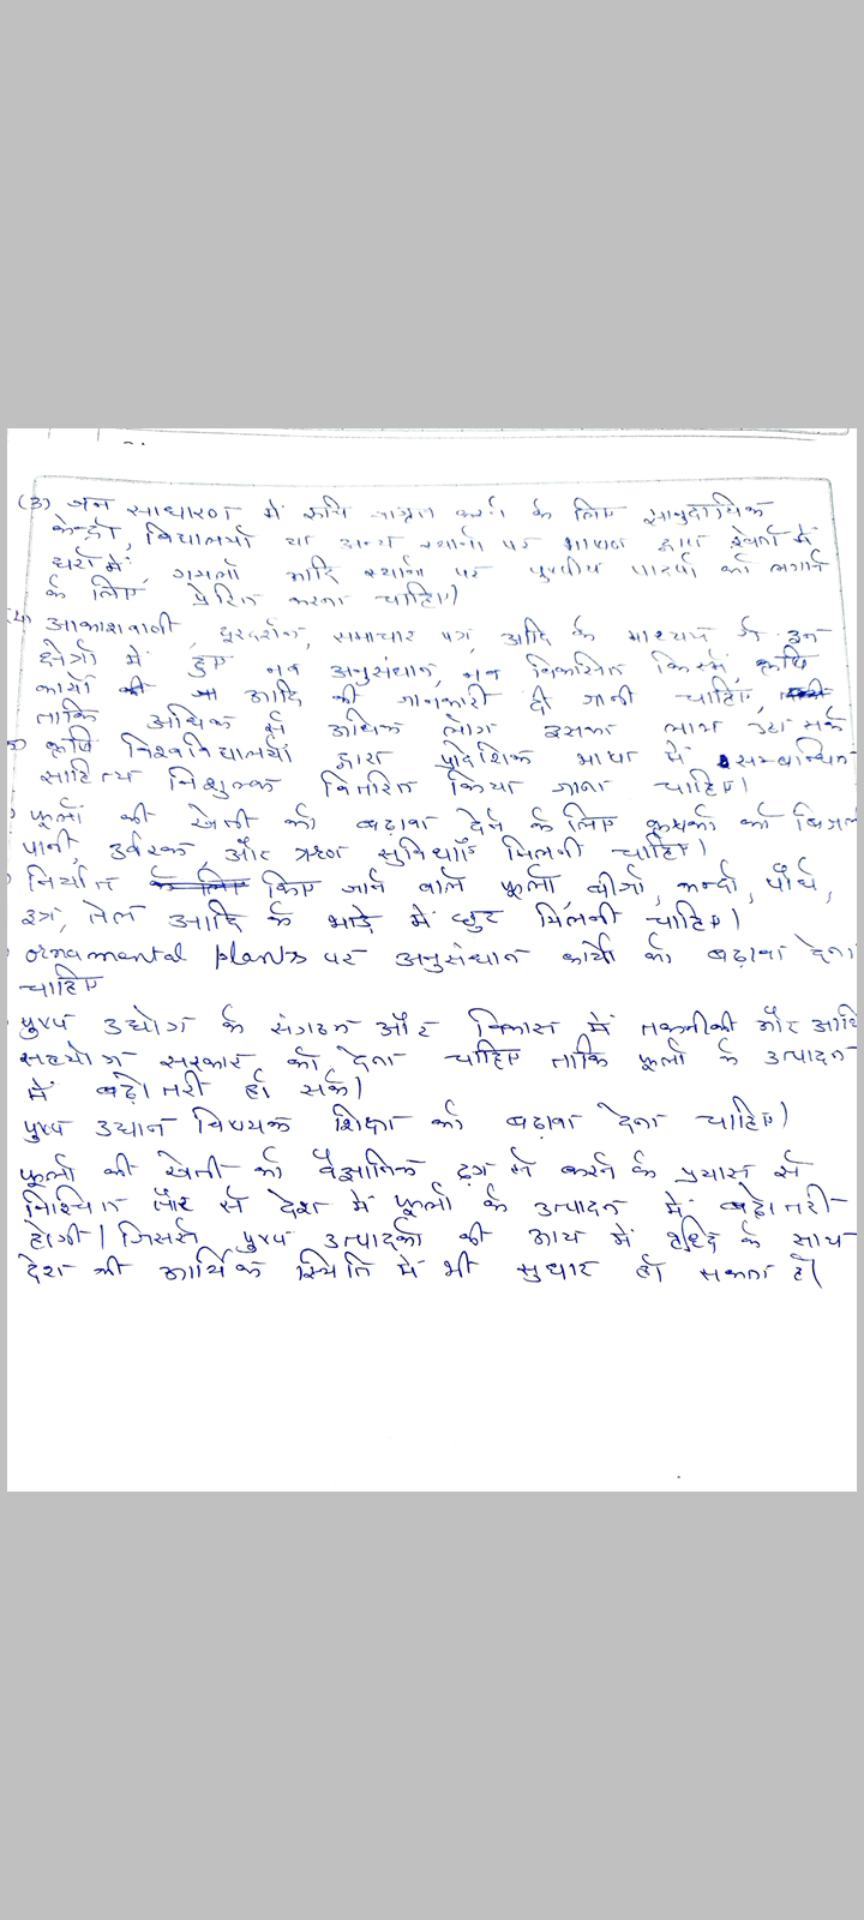 (3) जन साधारण में रूचि जागृत करने के लिए सामुदायिक
केन्द्रों, विद्यालयों या अन्य स्थानों पर भाषण द्वारा खेतों में
घरों में, गमलों आदि स्थानों पर पुष्पीय पादपों को लगाने
के लिए प्रेरित करना चाहिए।
(4) आकाशवाणी, दूरदर्शन, समाचार पत्र, आदि के माध्यम से इन
क्षेत्रों में हुए नव अनुसंधान, नव विकसित किस्में, कृषि
कार्यों आदि की जानकारी दी जानी चाहिए,
ताकि अधिक से अधिक लोग इसका लाभ उठा सकें
कृषि विश्वविद्यालयों द्वारा प्रादेशिक भाषा में सम्बन्धित
साहित्य निशुल्क वितरित किया जाना चाहिए।
फूलों की खेती को बढ़ावा देने के लिए कृषकों को बिजल
पानी, उर्वरक, और ऋण सुविधाएँ मिलनी चाहिए।
निर्यात किए जाने वाले फूलों, बीजों, कन्दों, पौधे,
इत्र, तेल आदि के भाड़े में छुट मिलनी चाहिए।
ornamental plants पर अनुसंधान कार्यो को बढ़ावा देना
चाहिए
पुष्प उद्योग के संगठन और विकास में तकनीकी और आर्थि
सहयोग सरकार को देना चाहिए ताकि फूलों के उत्पादन
में बढ़ोतरी हो सके।
पुष्प उद्यान विषयक शिक्षा को बढ़ावा देना चाहिए।
फूलों की खेती को वैज्ञानिक ढ़ग से करने के प्रयास से
निश्चित तौर से देश में फूलों के उत्पादन में बढ़ोतरी
होगी। जिससे पुष्प उत्पादकों की आय में वृद्धि के साथ
देश की आर्थिक स्थिति में भी सुधार हो सकता है।